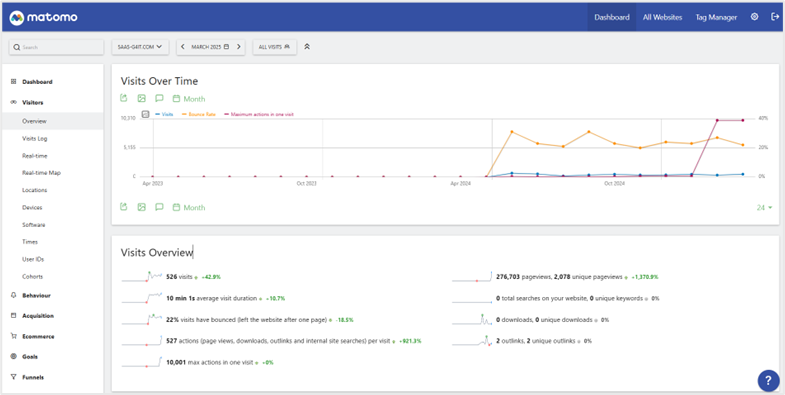 matomo
Dashboard All Websites Tag Manager
Search
SAAS-G4IT.COM MARCH 2025 ALL VISITS
Dashboard
Visitors
Overview
Visits Log
Real-time
Real-time Map
Locations
Devices
Software
Times
User IDs
Cohorts
Behaviour
Acquisition
Ecommerce
Goals
Funnels
Visits Over Time
Month
Visits Bounce Rate Maximum actions in one visit
10,310 40%
5,155 20%
0 0%
Apr 2023 Oct 2023 Apr 2024 Oct 2024
Month 24
Visits Overview
526 visits +42.9%
10 min 1s average visit duration +10.7%
22% visits have bounced (left the website after one page) -18.5%
527 actions (page views, downloads, outlinks and internal site searches) per visit +921.3%
10,001 max actions in one visit +0%
276,703 pageviews, 2,078 unique pageviews +1,370.9%
0 total searches on your website, 0 unique keywords 0%
0 downloads, 0 unique downloads 0%
2 outlinks, 2 unique outlinks 0%
?